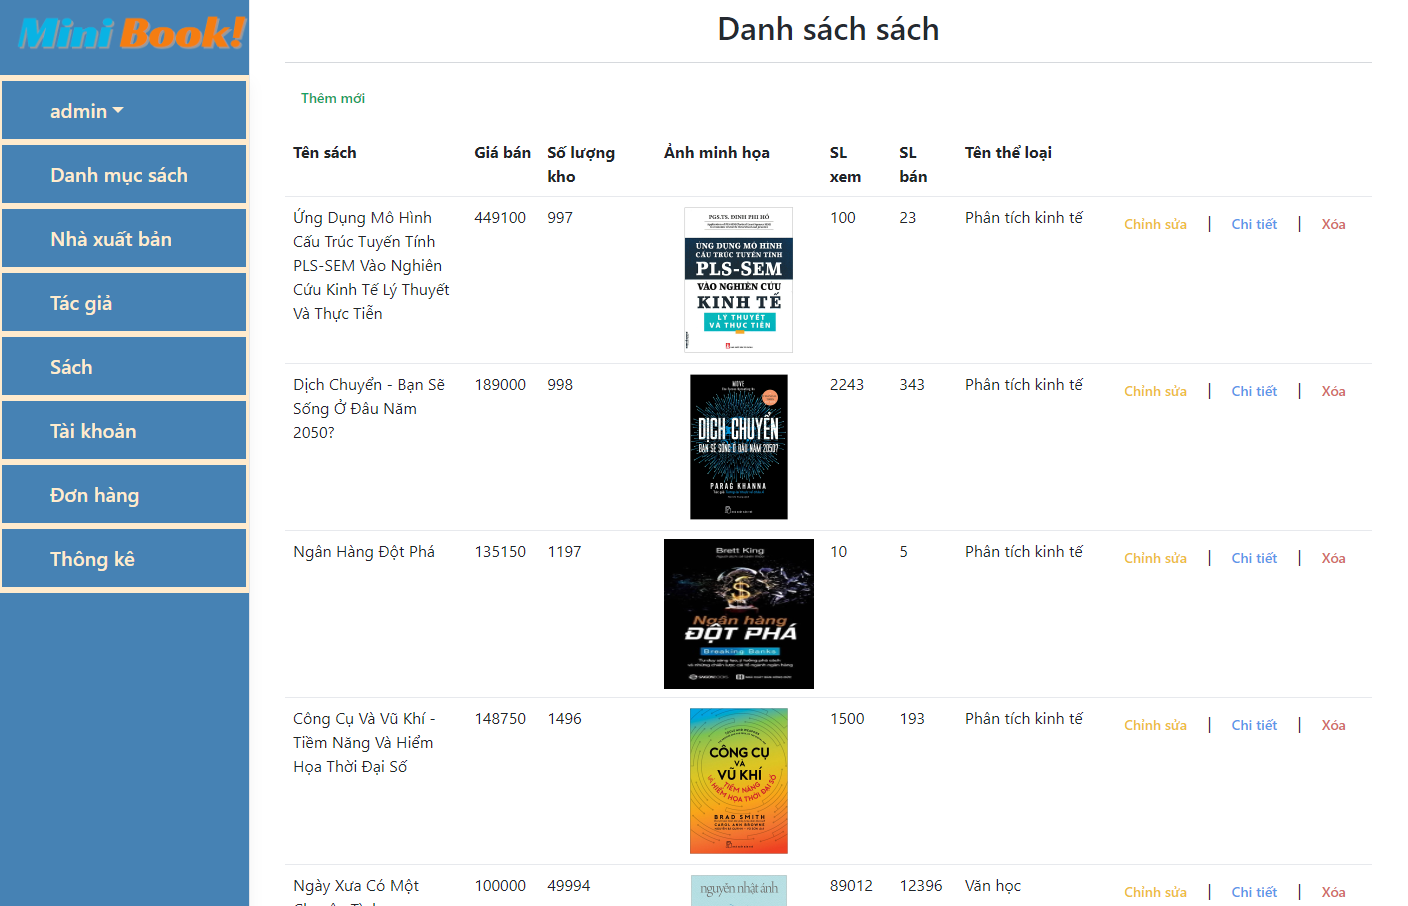 Mini Book!
admin
Danh mục sách
Nhà xuất bản
Tác giả
Sách
Tài khoản
Đơn hàng
Thông kê
Danh sách sách
Thêm mới
Tên sách Giá bán Số lượng kho Ảnh minh họa SL xem SL bán Tên thể loại
Ứng Dụng Mô Hình 449100 997 100 23 Phân tích kinh tế Chỉnh sửa | Chi tiết | Xóa
Cấu Trúc Tuyến Tính
PLS-SEM Vào Nghiên
Cứu Kinh Tế Lý Thuyết
Và Thực Tiễn
PGS.TS. ĐINH PHI HỔ
ỨNG DỤNG MÔ HÌNH
CẤU TRÚC TUYẾN TÍNH
PLS-SEM
VÀO NGHIÊN CỨU
KINH TẾ
LÝ THUYẾT
VÀ THỰC TIỄN
Dịch Chuyển - Bạn Sẽ 189000 998 2243 343 Phân tích kinh tế Chỉnh sửa | Chi tiết | Xóa
Sống Ở Đâu Năm
2050?
MOVE
DỊCH CHUYỂN
BẠN SẼ SỐNG Ở ĐÂU NĂM 2050?
PARAG KHANNA
Ngân Hàng Đột Phá 135150 1197 10 5 Phân tích kinh tế Chỉnh sửa | Chi tiết | Xóa
Brett King
Ngân hàng
ĐỘT PHÁ
Breaking Banks
Công Cụ Và Vũ Khí - 148750 1496 1500 193 Phân tích kinh tế Chỉnh sửa | Chi tiết | Xóa
Tiềm Năng Và Hiểm
Họa Thời Đại Số
CÔNG CỤ
VÀ
VŨ KHÍ
TIỀM NĂNG
VÀ HIỂM HỌA THỜI ĐẠI SỐ
BRAD SMITH
CAROL ANN BROWNE
Ngày Xưa Có Một 100000 49994 89012 12396 Văn học Chỉnh sửa | Chi tiết | Xóa
nguyễn nhật ánh